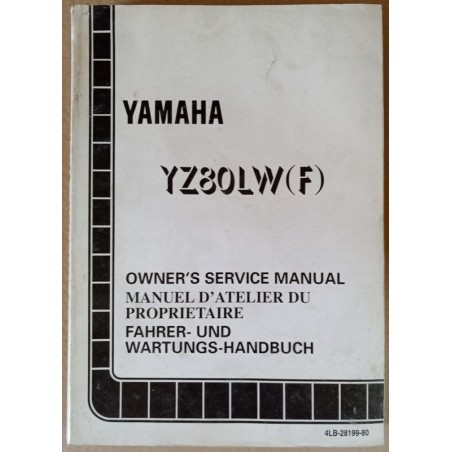 YAMAHA
YZ80LW(F)
OWNER'S SERVICE MANUAL
MANUEL D'ATELIER DU
PROPRIETAIRE
FAHRER- UND
WARTUNGS-HANDBUCH
4LB-28199-80